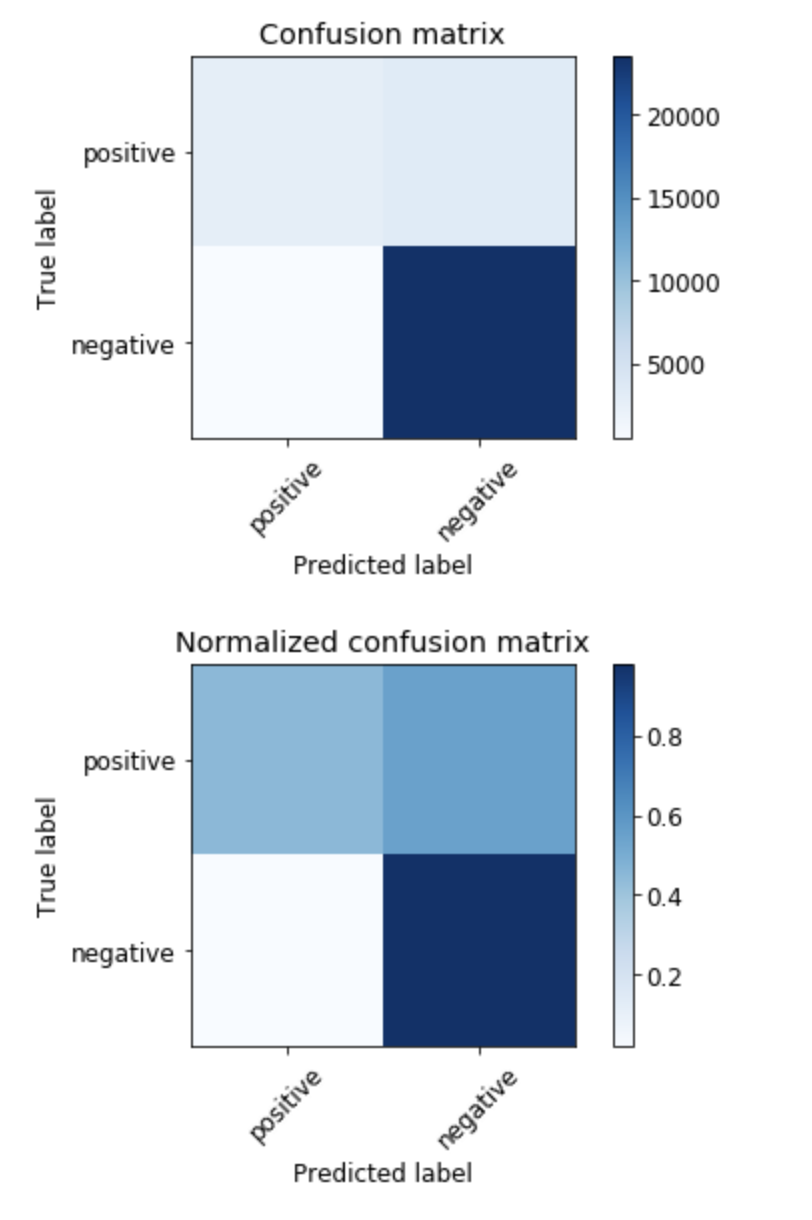 Confusion matrix
True label
positive
negative
positive
negative
Predicted label
20000
15000
10000
5000
Normalized confusion matrix
True label
positive
negative
positive
negative
Predicted label
0.8
0.6
0.4
0.2